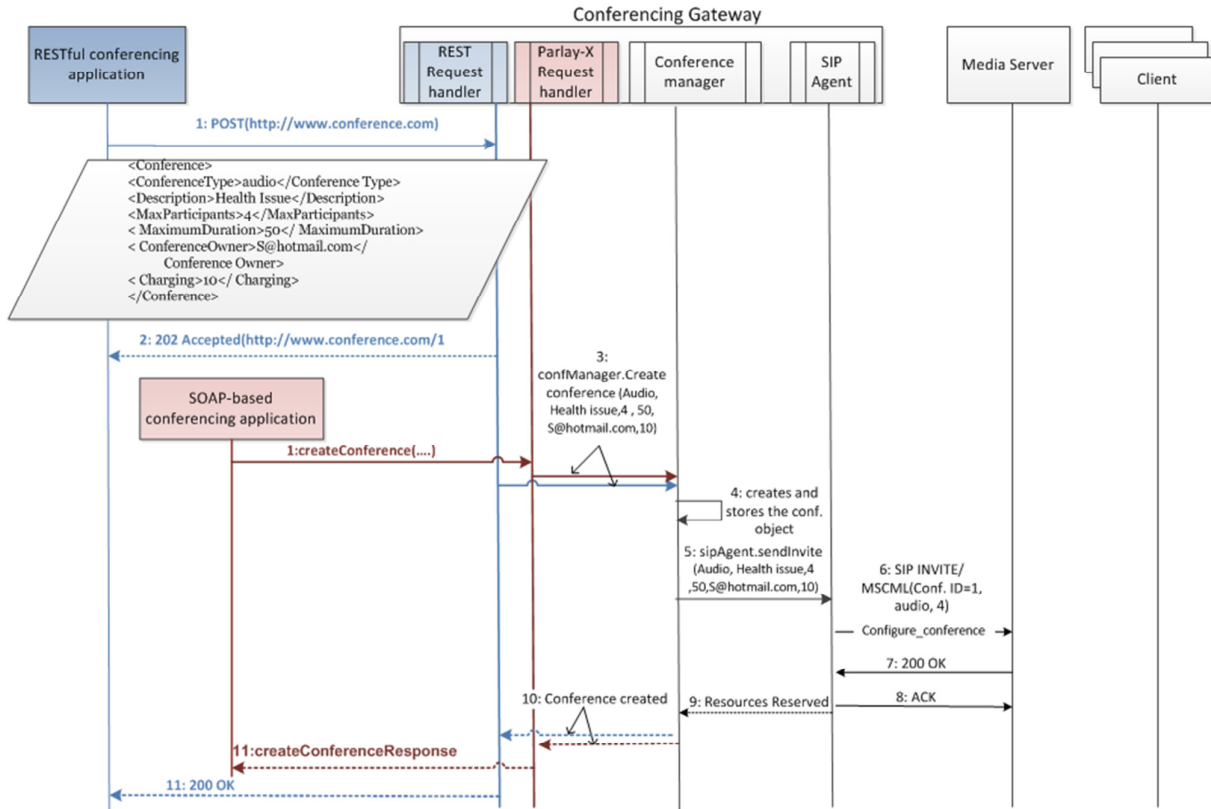 Conferencing Gateway
RESTful conferencing
application
REST
Request
handler
Parlay-X
Request
handler
Conference
manager
SIP
Agent
Media Server
Client
1: POST(http://www.conference.com)
<Conference>
<ConferenceType>audio</Conference Type>
<Description>Health Issue</Description>
<MaxParticipants>4</MaxParticipants>
< MaximumDuration>50</ MaximumDuration>
< ConferenceOwner>S@hotmail.com</
Conference Owner>
< Charging>10</ Charging>
</Conference>
2: 202 Accepted(http://www.conference.com/1
3:
confManager.Create
conference (Audio,
Health issue,4 , 50,
S@hotmail.com,10)
SOAP-based
conferencing application
1:createConference(....)
4: creates and
stores the conf.
object
5: sipAgent.sendInvite
(Audio, Health issue,4
,50,S@hotmail.com,10)
6: SIP INVITE/
MSCML(Conf. ID=1,
audio, 4)
Configure_conference
7: 200 OK
8: ACK
9: Resources Reserved
10: Conference created
11:createConferenceResponse
11: 200 OK